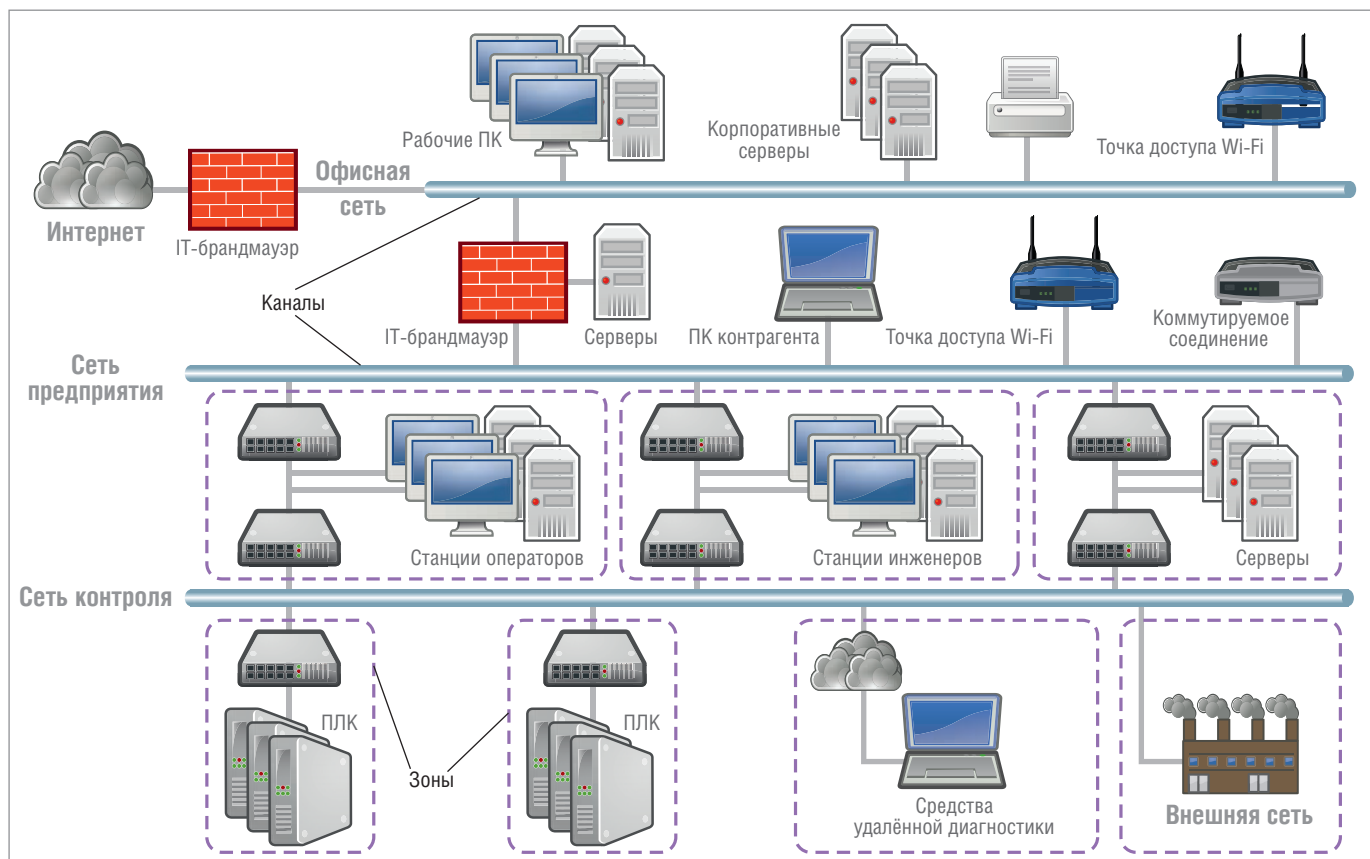 Рабочие ПК
Корпоративные
серверы
Точка доступа Wi-Fi
Офисная
сеть
Интернет
IT-брандмауэр
Каналы
IT-брандмауэр
Серверы
ПК контрагента
Точка доступа Wi-Fi
Коммутируемое
соединение
Сеть
предприятия
Станции операторов
Станции инженеров
Серверы
Сеть контроля
ПЛК
ПЛК
Зоны
Средства
удалённой диагностики
Внешняя сеть